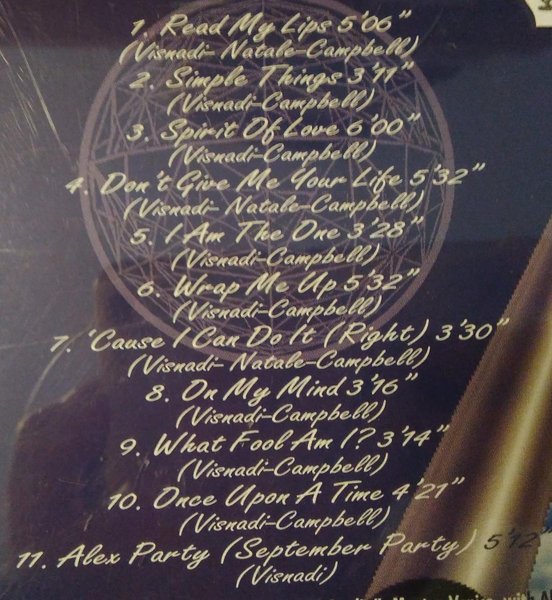 1. Read My Lips 5'06"
(Visnadi- Natale-Campbell)
2. Simple Things 3'11"
(Visnadi-Campbell)
3. Spirit Of Love 6'00"
(Visnadi-Campbell)
4. Don't Give Me Your Life 5'32"
(Visnadi- Natale-Campbell)
5. I Am The One 3'28"
(Visnadi-Campbell)
6. Wrap Me Up 5'32"
(Visnadi-Campbell)
7. 'Cause I Can Do It (Right) 3'30"
(Visnadi- Natale-Campbell)
8. On My Mind 3'16"
(Visnadi-Campbell)
9. What Fool Am I? 3'14"
(Visnadi-Campbell)
10. Once Upon A Time 4'21"
(Visnadi-Campbell)
11. Alex Party (September Party) 5'12
(Visnadi)